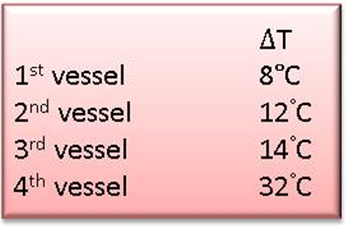 ΔT
1st vessel 8°C
2nd vessel 12°C
3rd vessel 14°C
4th vessel 32°C